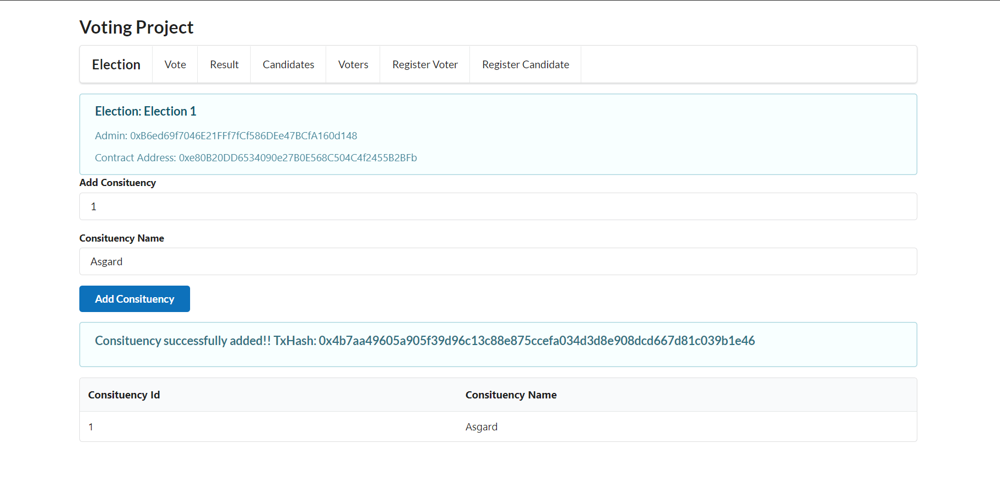 Voting Project
Election Vote Result Candidates Voters Register Voter Register Candidate
Election: Election 1
Admin: 0xB6ed69f7046E21FFf7fCf586DEe47BCfA160d148
Contract Address: 0xe80B20DD6534090e27B0E568C504C4f2455B2BFb
Add Consituency
1
Consituency Name
Asgard
Add Consituency
Consituency successfully added!! TxHash: 0x4b7aa49605a905f39d96c13c88e875ccefa034d3d8e908dcd667d81c039b1e46
Consituency Id Consituency Name
1 Asgard